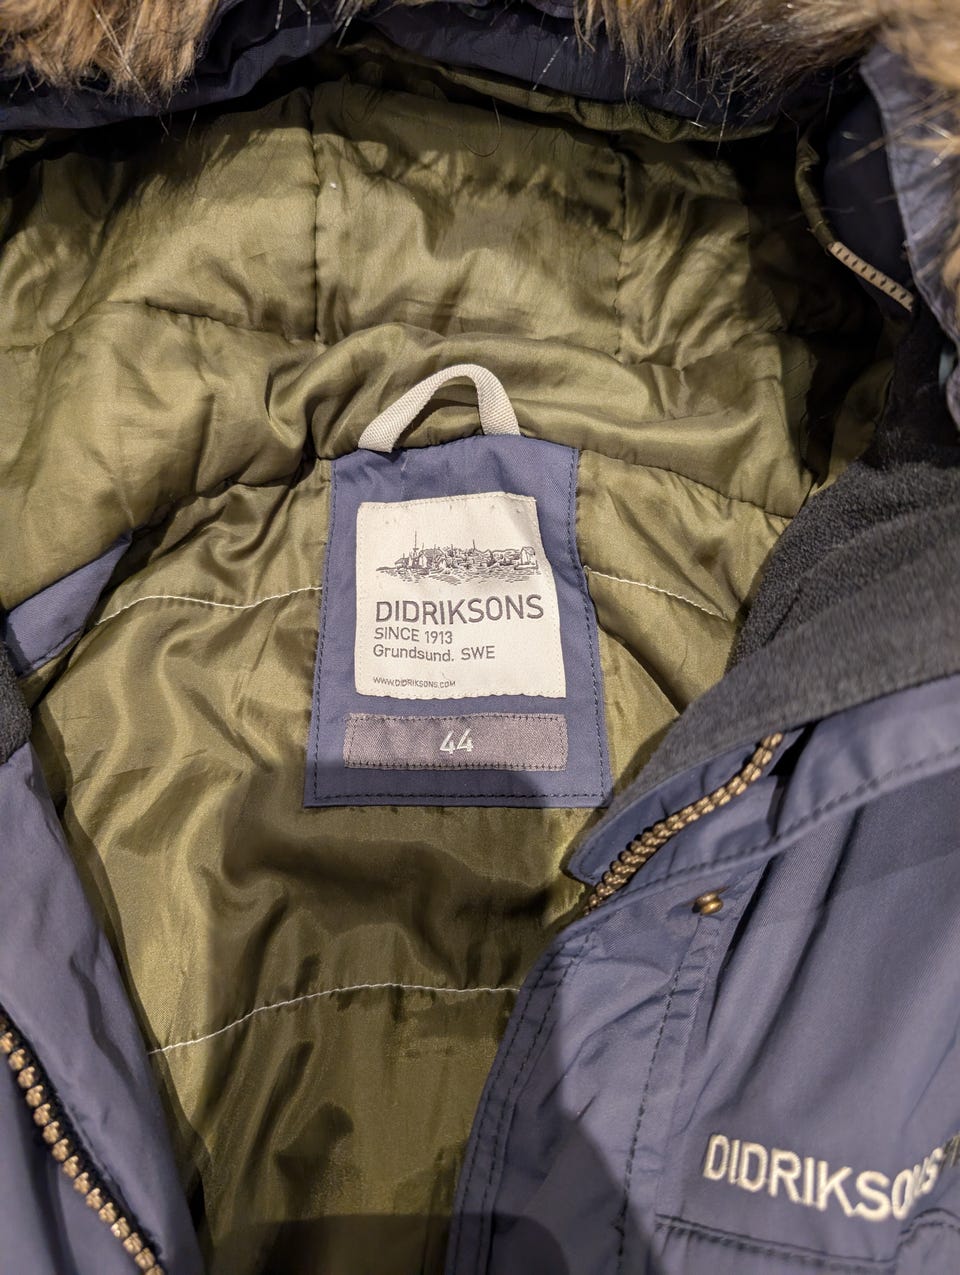 DIDRIKSONS
SINCE 1913
Grundsund. SWE
WWW.DIDRIKSONS.COM
44
DIDRIKSONS